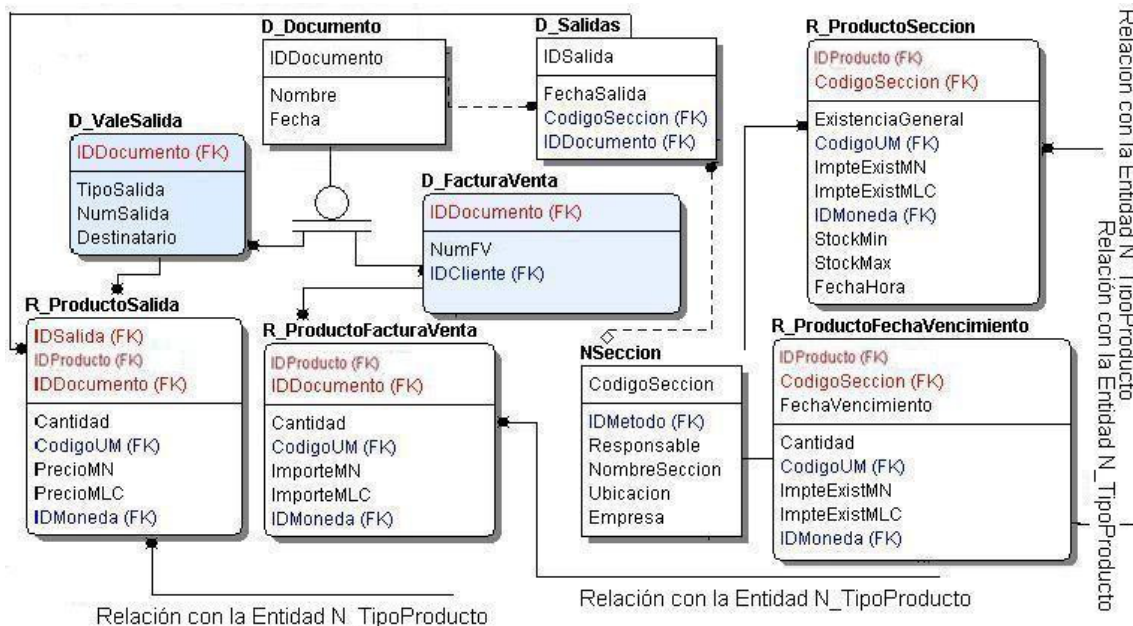 D_Documento
IDDocumento
Nombre
Fecha
D_Salidas
IDSalida
FechaSalida
CodigoSeccion (FK)
IDDocumento (FK)
R_ProductoSeccion
IDProducto (FK)
CodigoSeccion (FK)
ExistenciaGeneral
CodigoUM (FK)
ImpteExistMN
ImpteExistMLC
IDMoneda (FK)
StockMin
StockMax
FechaHora
D_ValeSalida
IDDocumento (FK)
TipoSalida
NumSalida
Destinatario
D_FacturaVenta
IDDocumento (FK)
NumFV
IDCliente (FK)
R_ProductoSalida
IDSalida (FK)
IDProducto (FK)
IDDocumento (FK)
Cantidad
CodigoUM (FK)
PrecioMN
PrecioMLC
IDMoneda (FK)
R_ProductoFacturaVenta
IDProducto (FK)
IDDocumento (FK)
Cantidad
CodigoUM (FK)
ImporteMN
ImporteMLC
IDMoneda (FK)
NSeccion
CodigoSeccion
IDMetodo (FK)
Responsable
NombreSeccion
Ubicacion
Empresa
R_ProductoFechaVencimiento
IDProducto (FK)
CodigoSeccion (FK)
FechaVencimiento
Cantidad
CodigoUM (FK)
ImpteExistMN
ImpteExistMLC
IDMoneda (FK)
Relación con la Entidad N_TipoProducto
Relación con la Entidad N_TipoProducto
Relación con la Entidad N_TipoProducto
Relación con la Entidad N_TipoProducto